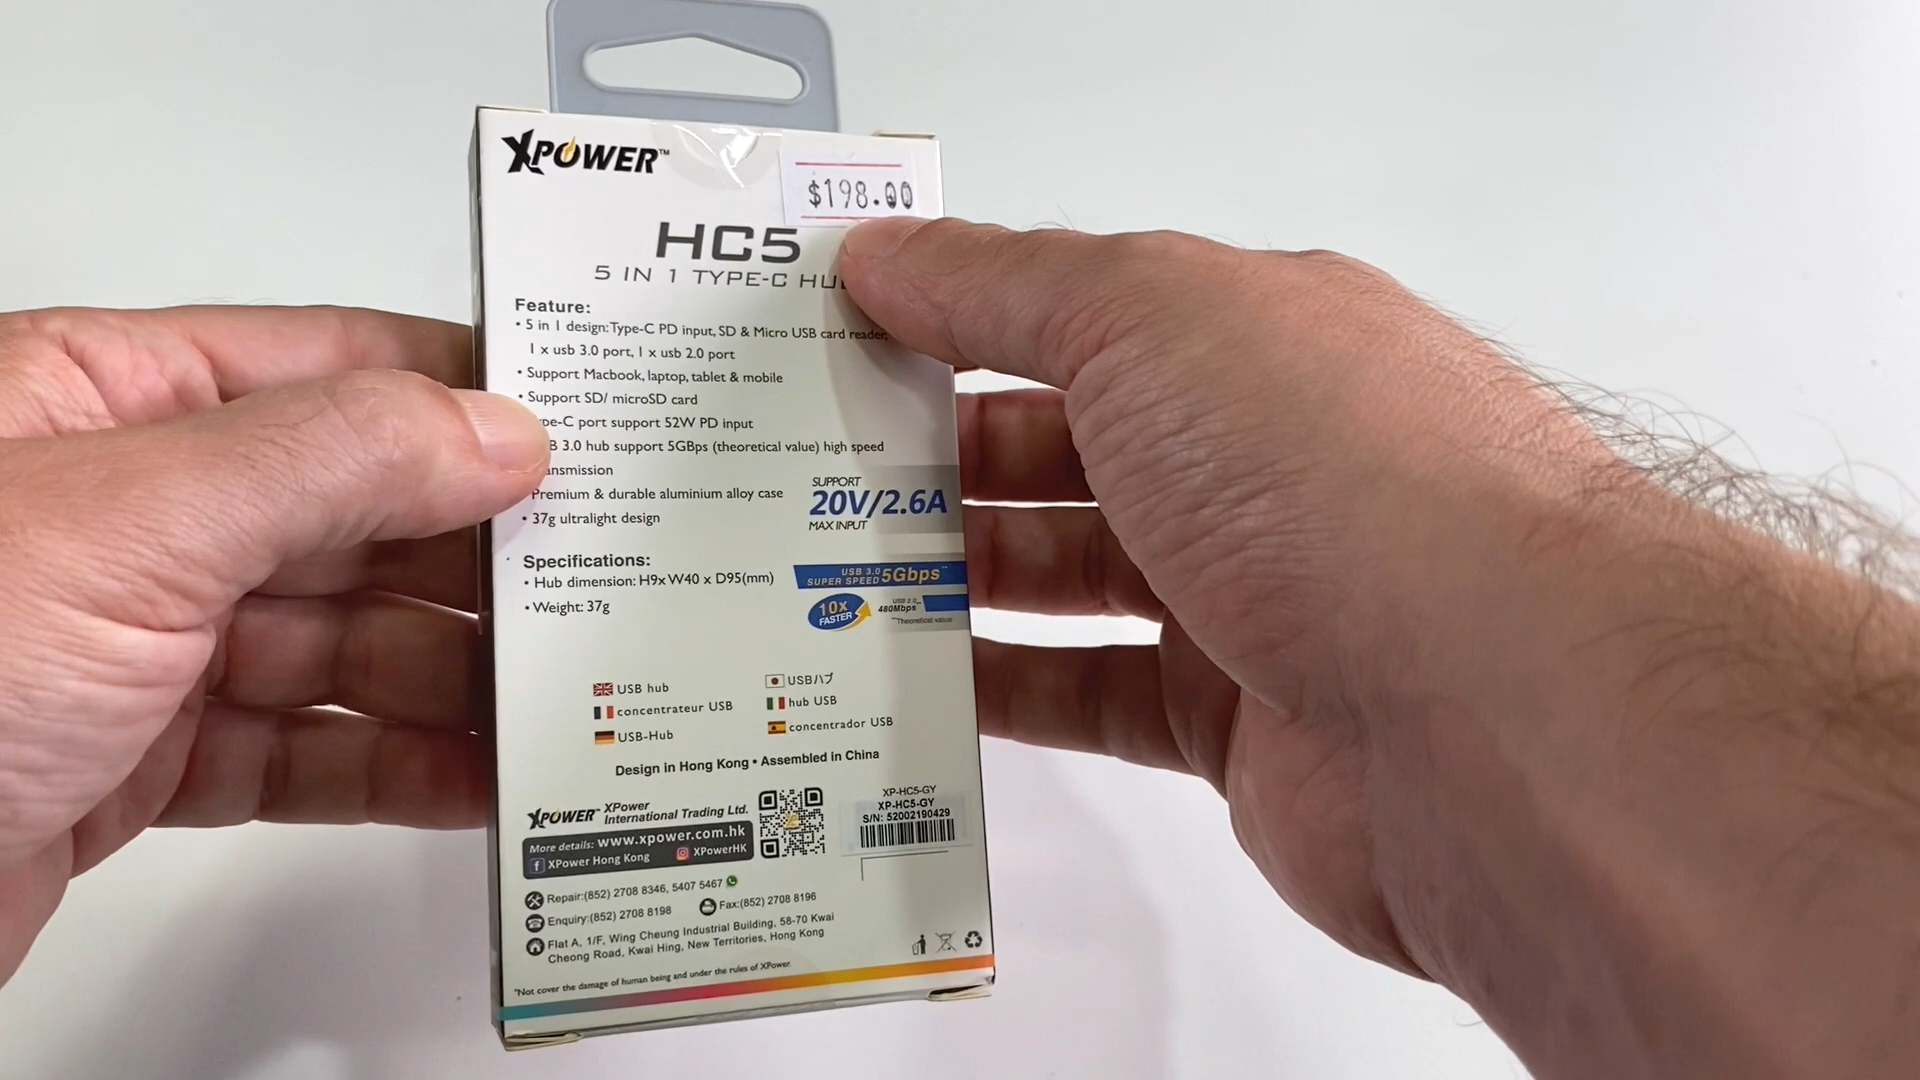 XPOWER™
$198.00
HC5
5 IN 1 TYPE-C
Feature:
• 5 in 1 design: Type-C PD input, SD & Micro USB card reader,
1 x usb 3.0 port, 1 x usb 2.0 port
• Support Macbook, laptop, tablet & mobile
• Support SD/ microSD card
port support 52W PD input
3.0 hub support 5GBps (theoretical value) high speed
Premium & durable aluminium alloy case
• 37g ultralight design
SUPPORT
20V/2.6A
MAX INPUT
Specifications:
• Hub dimension: H9x W40 x D95(mm)
• Weight: 37g
USB 3.0
SUPER SPEED 5Gbps**
10x
FASTER
USB 2.0**
480Mbps
**Theoretical value
USB hub
concentrateur USB
USB-Hub
USBハブ
hub USB
concentrador USB
Design in Hong Kong • Assembled in China
XPOWER™ XPower
International Trading Ltd.
More details: www.xpower.com.hk
XPower Hong Kong XPowerHK
XP-HC5-GY
XP-HC5-GY
S/N: 52002190429
Repair:(852) 2708 8346, 5407 5467
Enquiry:(852) 2708 8198 Fax:(852) 2708 8196
Flat A, 1/F, Wing Cheung Industrial Building, 58-70 Kwai
Cheong Road, Kwai Hing, New Territories, Hong Kong
*Not cover the damage of human being and under the rules of XPower.